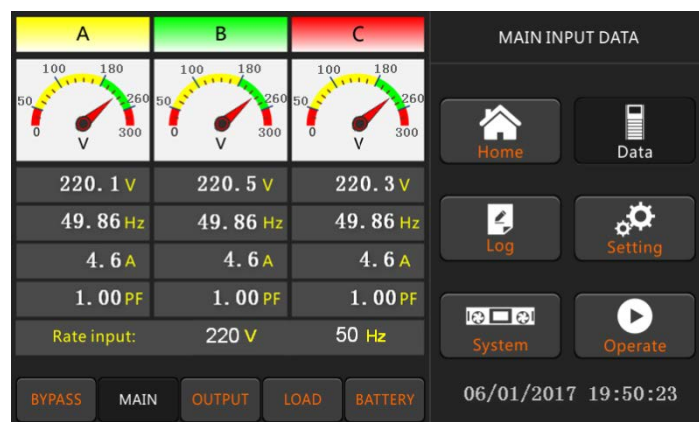 A B C MAIN INPUT DATA
100 180 100 180 100 180
50 260 50 260 50 260
0 300 0 300 0 300
V V V
Home Data
220.1 V 220.5 V 220.3 V
49.86 Hz 49.86 Hz 49.86 Hz
Log Setting
4.6 A 4.6 A 4.6 A
1.00 PF 1.00 PF 1.00 PF
Rate input: 220 V 50 Hz
System Operate
BYPASS MAIN OUTPUT LOAD BATTERY
06/01/2017 19:50:23